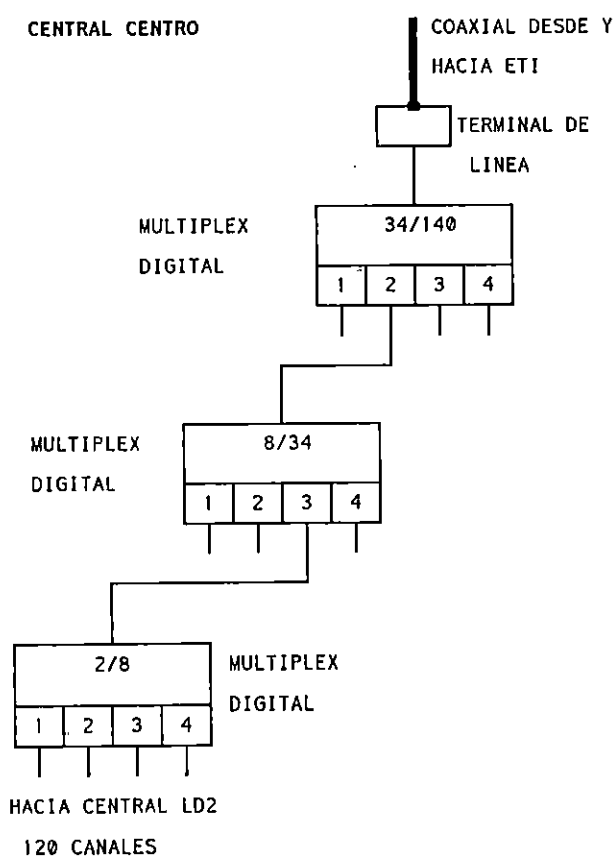 CENTRAL CENTRO
COAXIAL DESDE Y
HACIA ETI
TERMINAL DE
LINEA
MULTIPLEX
DIGITAL
34/140
1 2 3 4
MULTIPLEX
DIGITAL
8/34
1 2 3 4
2/8
1 2 3 4
MULTIPLEX
DIGITAL
HACIA CENTRAL LD2
120 CANALES